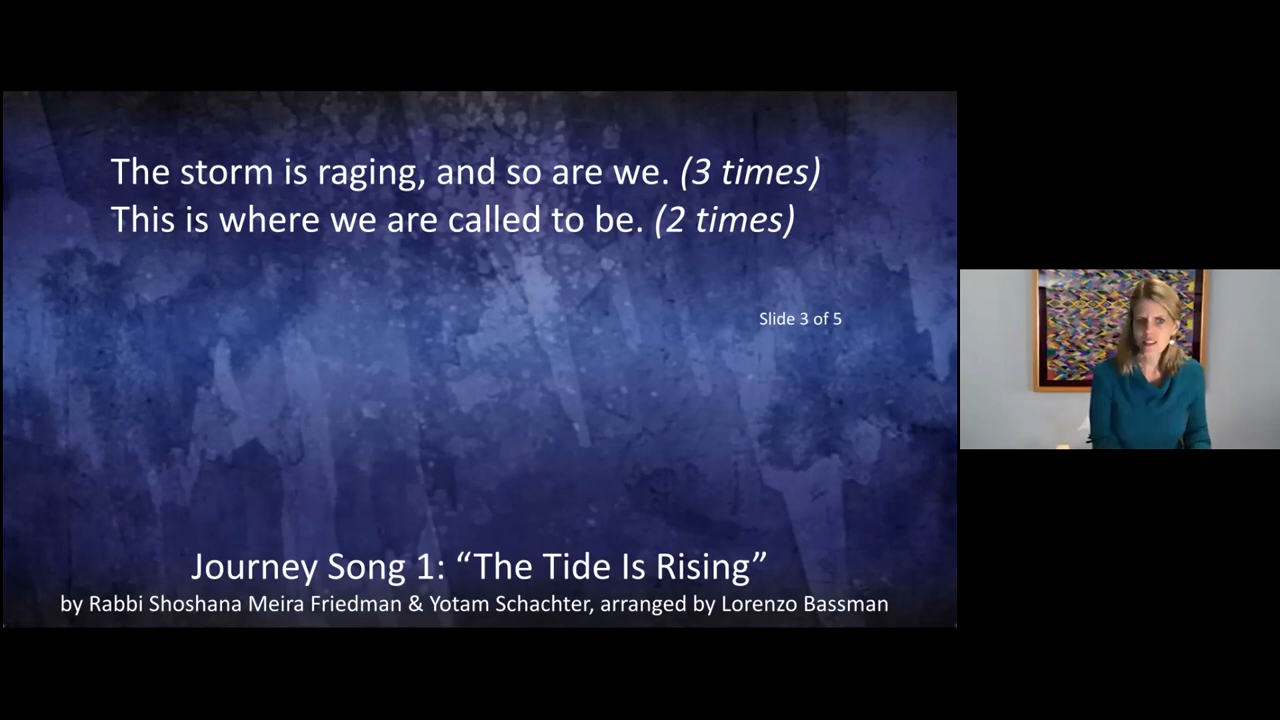 The storm is raging, and so are we. (3 times)
This is where we are called to be. (2 times)
Slide 3 of 5
Journey Song 1: “The Tide Is Rising”
by Rabbi Shoshana Meira Friedman & Yotam Schachter, arranged by Lorenzo Bassman